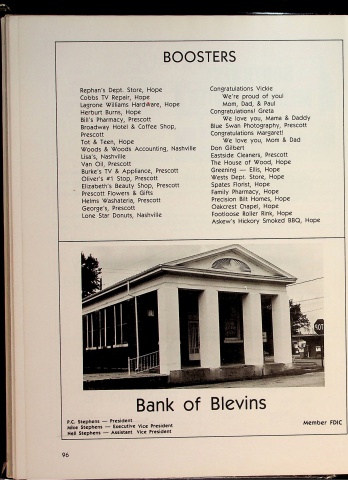 BOOSTERS
Rephan's Dept. Store, Hope
Cobbs TV Repair, Hope
Lagrone Williams Hardware, Hope
Herburt Burns, Hope
Bill's Pharmacy, Prescott
Broadway Hotel & Coffee Shop,
Prescott
Tot & Teen, Hope
Woods & Woods Accounting, Nashville
Lisa's, Nashville
Van Oil, Prescott
Burke's TV & Appliance, Prescott
Oliver's #1 Stop, Prescott
Elizabeth's Beauty Shop, Prescott
Prescott Flowers & Gifts
Helms Washateria, Prescott
George's, Prescott
Lone Star Donuts, Nashville
Congratulations Vickie
We're proud of you!
Mom, Dad, & Paul
Congratulations! Greta
We love you, Mama & Daddy
Blue Swan Photography, Prescott
Congratulations Margaret!
We love you, Mom & Dad
Don Gilbert
Eastside Cleaners, Prescott
The House of Wood, Hope
Greening — Ellis, Hope
Wests Dept. Store, Hope
Spates Florist, Hope
Family Pharmacy, Hope
Precision Bilt Homes, Hope
Oakcrest Chapel, Hope
Footloose Roller Rink, Hope
Askew's Hickory Smoked BBQ, Hope
Bank of Blevins
P.C. Stephens — President
Mike Stephens — Executive Vice President
Nell Stephens — Assistant Vice President
Member FDIC
96